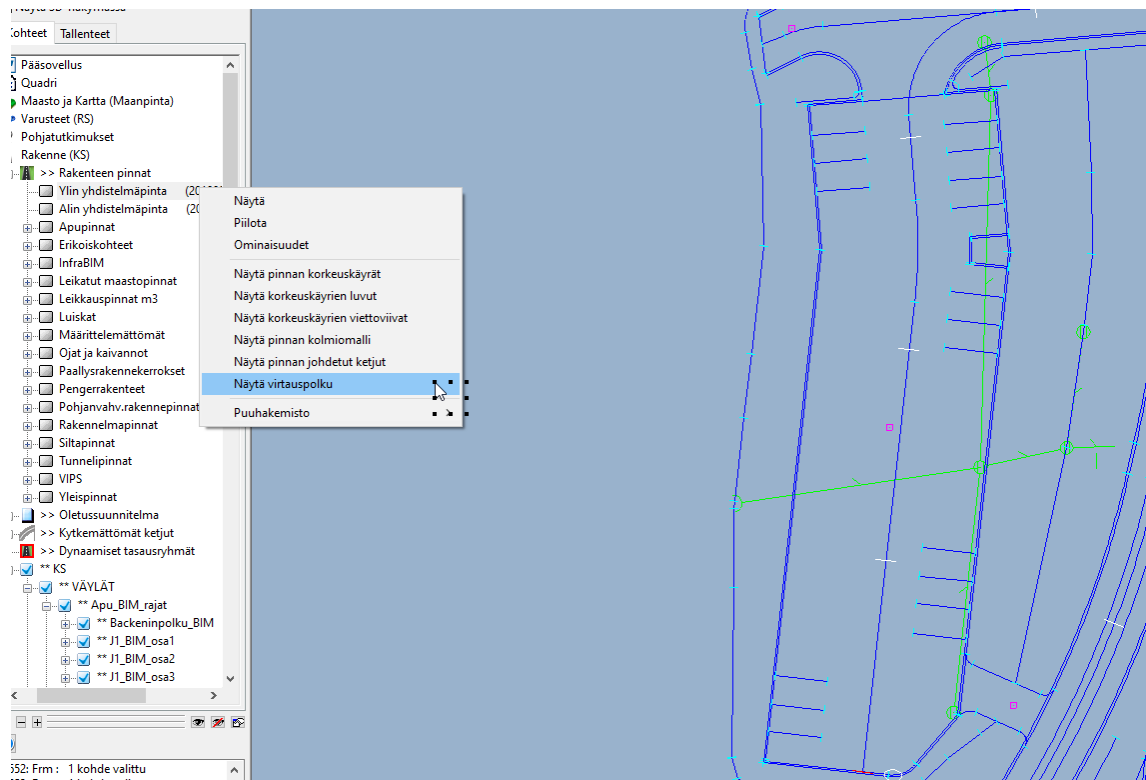 Näytä 3D-näkymässä
Kohteet Tallenteet
Pääsovellus
Quadri
Maasto ja Kartta (Maanpinta)
Varusteet (RS)
Pohjatutkimukset
Rakenne (KS)
>> Rakenteen pinnat
Ylin yhdistelmäpinta
Alin yhdistelmäpinta
Apupinnat
Erikoiskohteet
InfraBIM
Leikatut maastopinnat
Leikkauspinnat m3
Luiskat
Määrittelemättömät
Ojat ja kaivannot
Paallysrakennekerrokset
Pengerrakenteet
Pohjanvahv.rakennepinnat
Rakennelmapinnat
Siltapinnat
Tunnelipinnat
VIPS
Yleispinnat
>> Oletussuunnitelma
>> Kytkemättömät ketjut
>> Dynaamiset tasausryhmät
** KS
** VÄYLÄT
** Apu_BIM_rajat
** Backeninpolku_BIM
** J1_BIM_osa1
** J1_BIM_osa2
** J1_BIM_osa3
552: Frm : 1 kohde valittu
Näytä
Piilota
Ominaisuudet
Näytä pinnan korkeuskäyrät
Näytä korkeuskäyrien luvut
Näytä korkeuskäyrien viettoviivat
Näytä pinnan kolmiomalli
Näytä pinnan johdetut ketjut
Näytä virtauspolku
Puuhakemisto